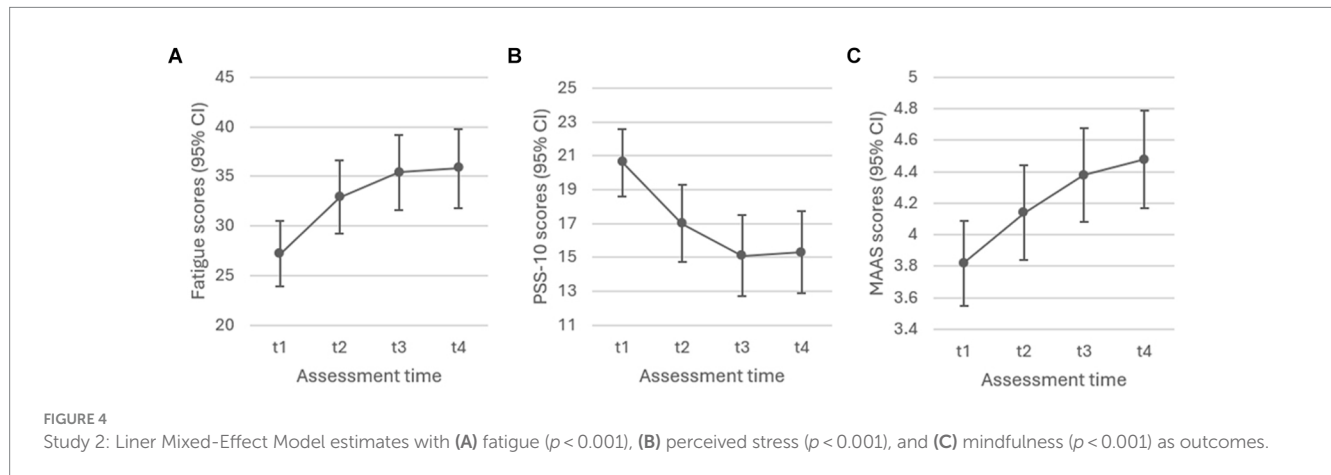 A
Fatigue scores (95% CI)
45
40
35
30
25
20
t1 t2 t3 t4
Assessment time
B
PSS-10 scores (95% CI)
25
23
21
19
17
15
13
11
t1 t2 t3 t4
Assessment time
C
MAAS scores (95% CI)
5
4.8
4.6
4.4
4.2
4
3.8
3.6
3.4
t1 t2 t3 t4
Assessment time
FIGURE 4
Study 2: Liner Mixed-Effect Model estimates with (A) fatigue (p < 0.001), (B) perceived stress (p < 0.001), and (C) mindfulness (p < 0.001) as outcomes.